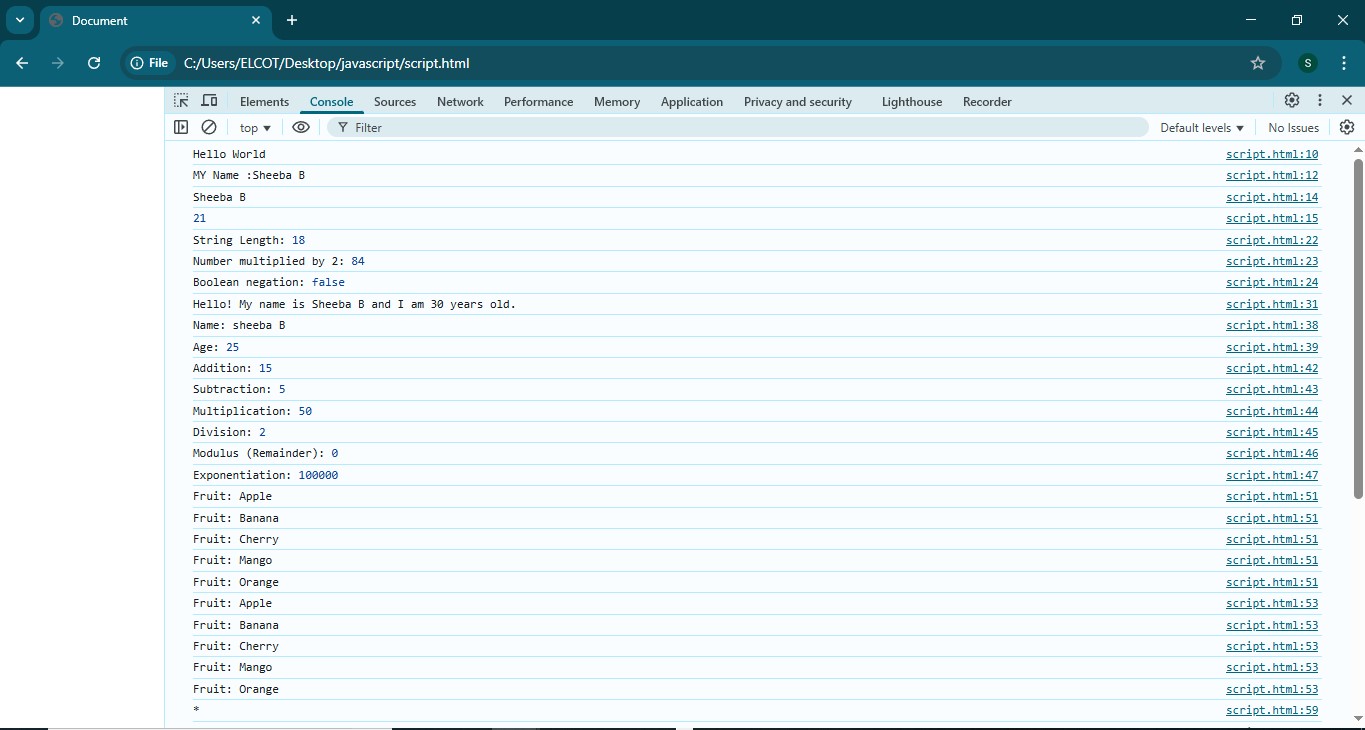 Document
File C:/Users/ELCOT/Desktop/javascript/script.html S
Elements Console Sources Network Performance Memory Application Privacy and security Lighthouse Recorder
top Filter Default levels No Issues
Hello World script.html:10
MY Name :Sheeba B script.html:12
Sheeba B script.html:14
21 script.html:15
String Length: 18 script.html:22
Number multiplied by 2: 84 script.html:23
Boolean negation: false script.html:24
Hello! My name is Sheeba B and I am 30 years old. script.html:31
Name: sheeba B script.html:38
Age: 25 script.html:39
Addition: 15 script.html:42
Subtraction: 5 script.html:43
Multiplication: 50 script.html:44
Division: 2 script.html:45
Modulus (Remainder): 0 script.html:46
Exponentiation: 100000 script.html:47
Fruit: Apple script.html:51
Fruit: Banana script.html:51
Fruit: Cherry script.html:51
Fruit: Mango script.html:51
Fruit: Orange script.html:51
Fruit: Apple script.html:53
Fruit: Banana script.html:53
Fruit: Cherry script.html:53
Fruit: Mango script.html:53
Fruit: Orange script.html:53
* script.html:59